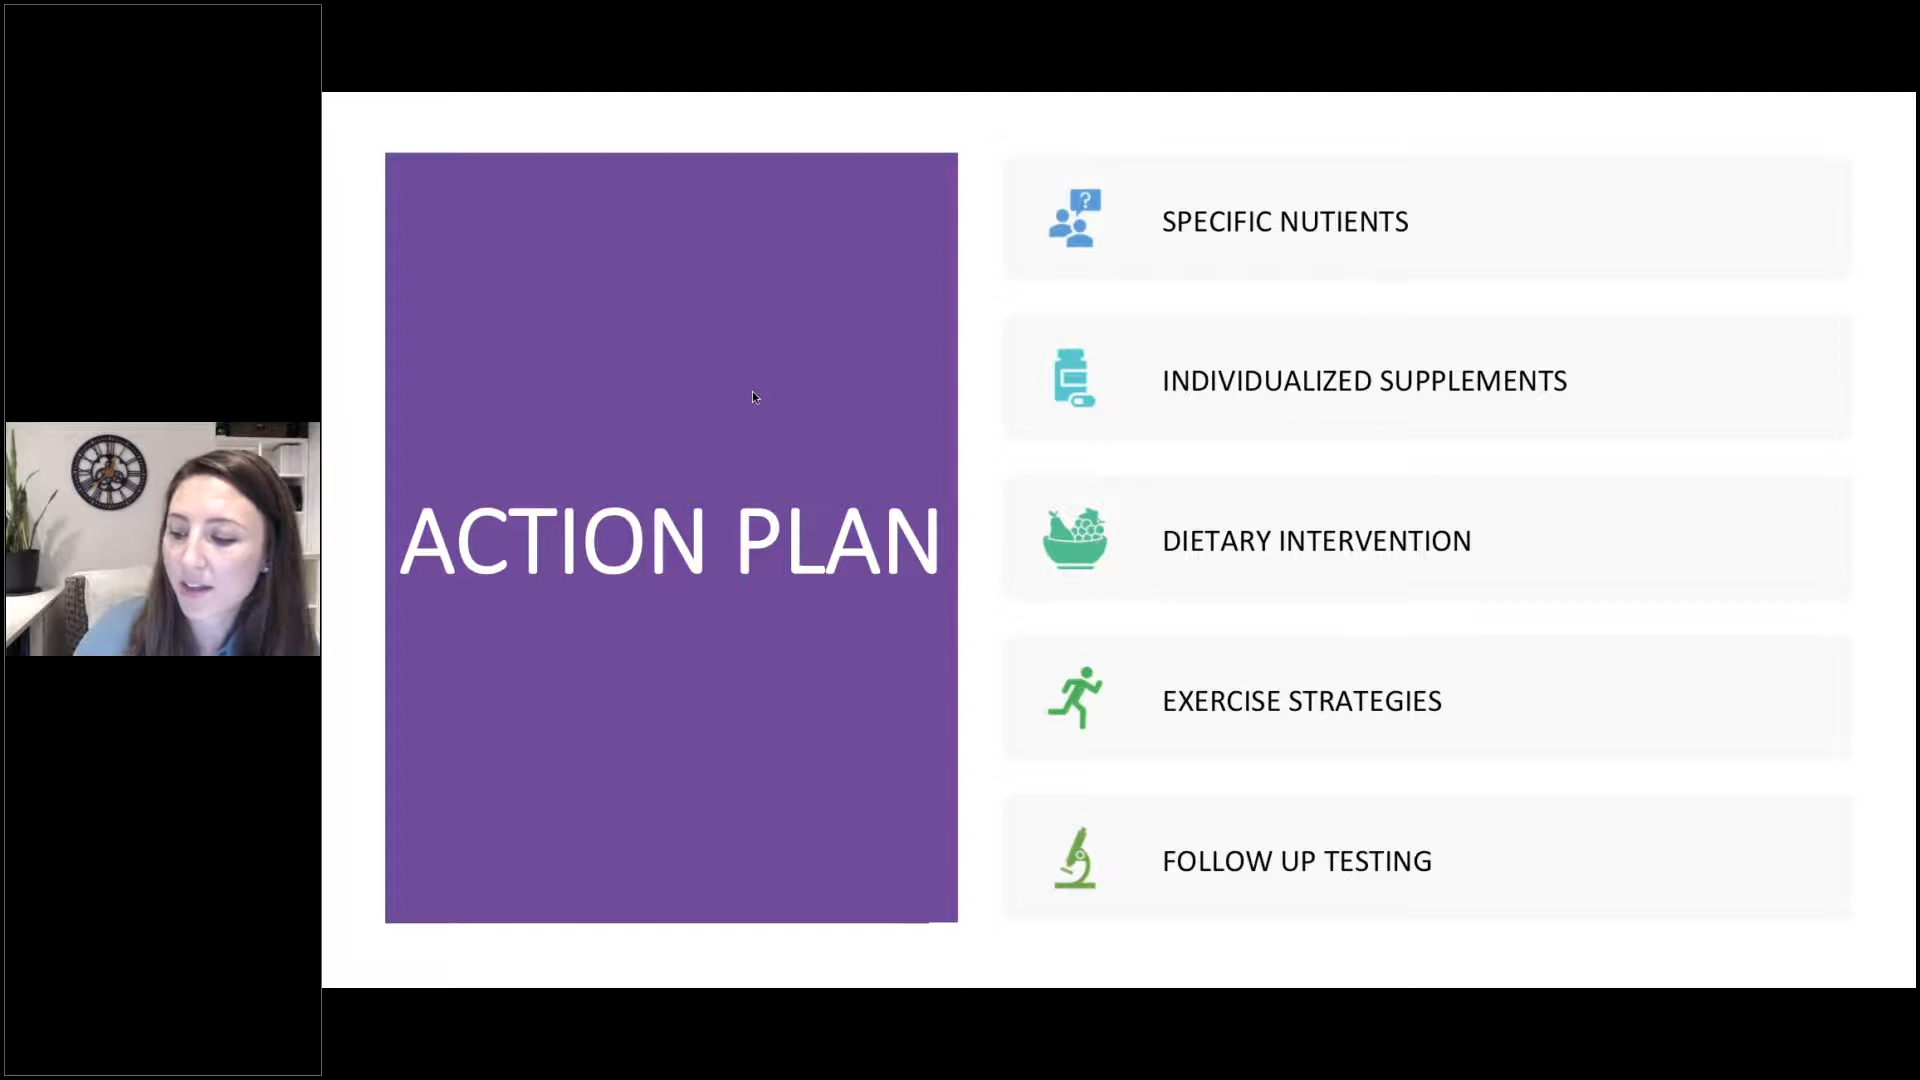 ACTION PLAN
?
SPECIFIC NUTIENTS
INDIVIDUALIZED SUPPLEMENTS
DIETARY INTERVENTION
EXERCISE STRATEGIES
FOLLOW UP TESTING